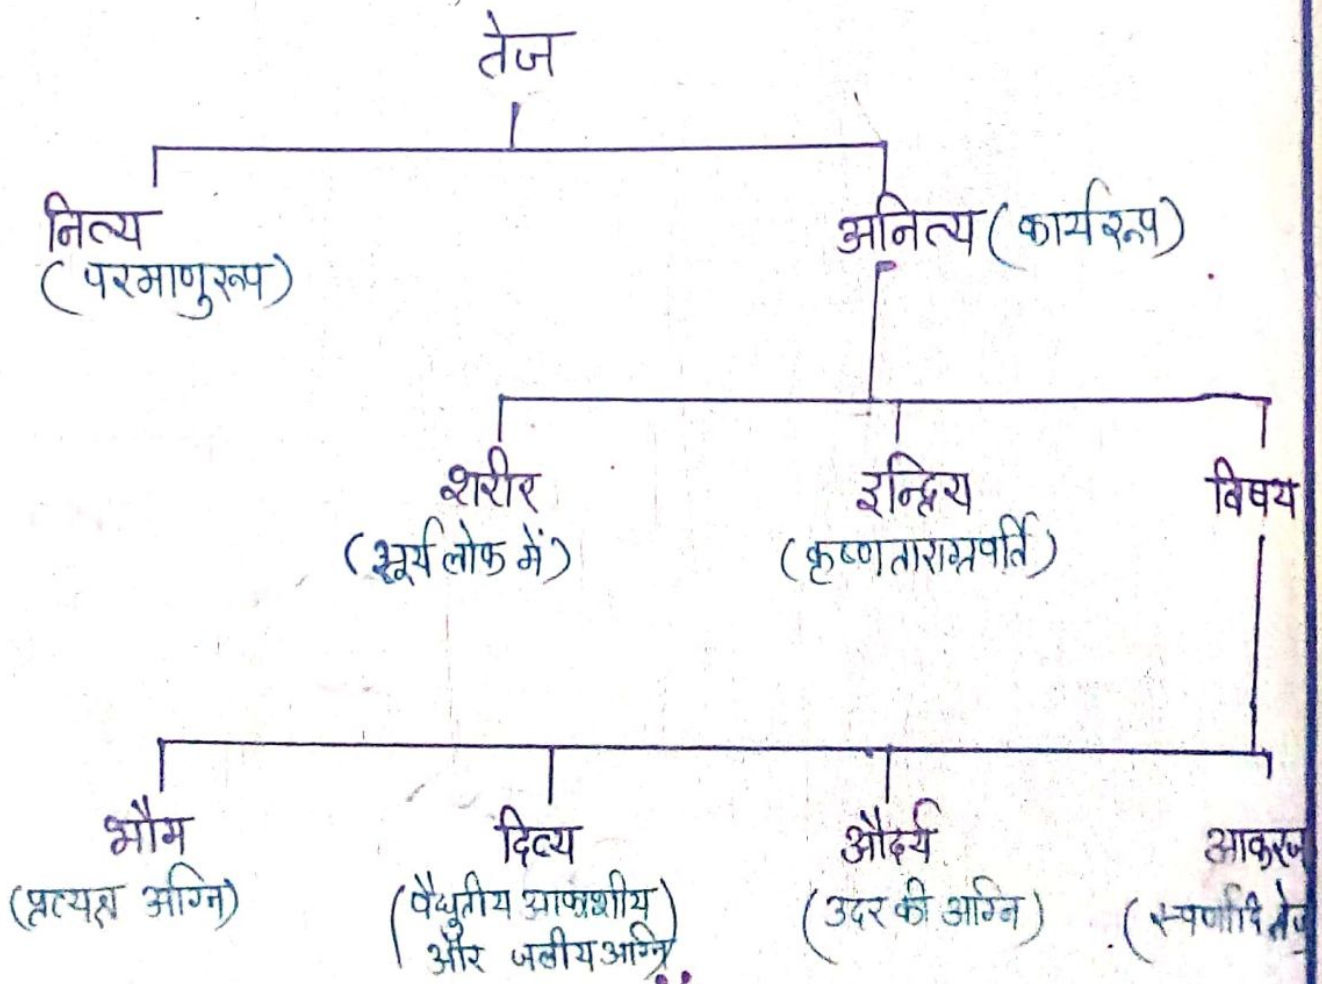 तेज
नित्य
(परमाणुरूप)
अनित्य (कार्यरूप)
शरीर
(सूर्य लोक में)
इन्द्रिय
(कृष्णताराग्रवर्ति)
विषय
भौम
(प्रत्यक्ष अग्नि)
दिव्य
(वैधुतीय आकाशीय
और जलीय अग्नि)
औदर्य
(उदर की अग्नि)
आकरज
(स्वर्णादि तेज